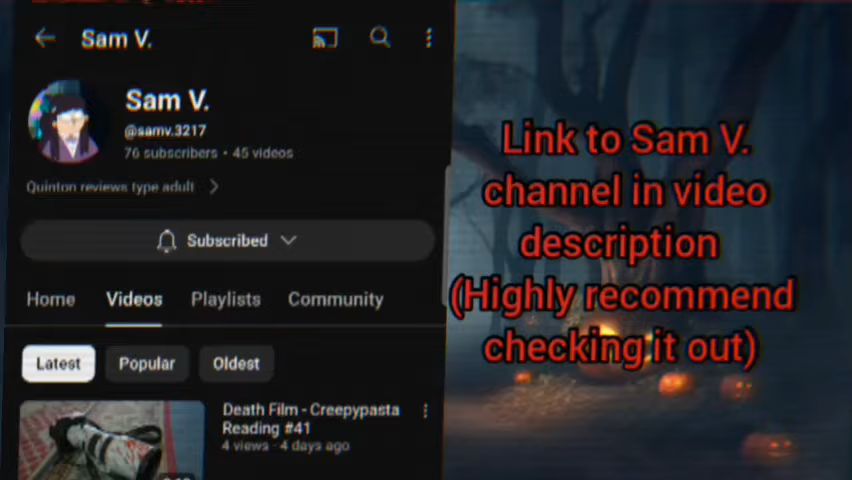 Sam V.
Sam V.
@samv.3217
76 subscribers • 45 videos
Quinton reviews type adult
Subscribed
Home Videos Playlists Community
Latest Popular Oldest
Death Film - Creepypasta
Reading #41
4 views · 4 days ago
Link to Sam V.
channel in video
description
(Highly recommend
checking it out)